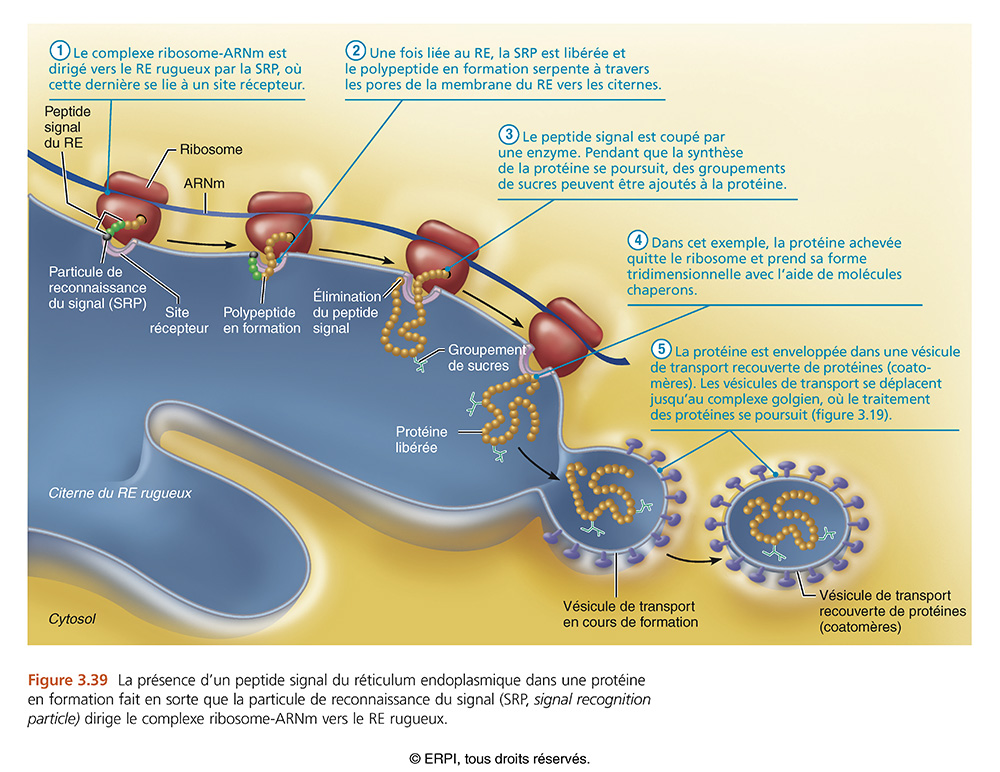 1 Le complexe ribosome-ARNm est
dirigé vers le RE rugueux par la SRP, où
cette dernière se lie à un site récepteur.
2 Une fois liée au RE, la SRP est libérée et
le polypeptide en formation serpente à travers
les pores de la membrane du RE vers les citernes.
Peptide
signal
du RE
Ribosome
ARNm
3 Le peptide signal est coupé par
une enzyme. Pendant que la synthèse
de la protéine se poursuit, des groupements
de sucres peuvent être ajoutés à la protéine.
4 Dans cet exemple, la protéine achevée
quitte le ribosome et prend sa forme
tridimensionnelle avec l'aide de molécules
chaperons.
Particule de
reconnaissance
du signal (SRP)
Site
récepteur
Polypeptide
en formation
Élimination
du peptide
signal
Groupement
de sucres
5 La protéine est enveloppée dans une vésicule
de transport recouverte de protéines (coato-
mères). Les vésicules de transport se déplacent
jusqu'au complexe golgien, où le traitement
des protéines se poursuit (figure 3.19).
Protéine
libérée
Citerne du RE rugueux
Cytosol
Vésicule de transport
en cours de formation
Vésicule de transport
recouverte de protéines
(coatomères)
Figure 3.39 La présence d'un peptide signal du réticulum endoplasmique dans une protéine
en formation fait en sorte que la particule de reconnaissance du signal (SRP, signal recognition
particle) dirige le complexe ribosome-ARNm vers le RE rugueux.
© ERPI, tous droits réservés.